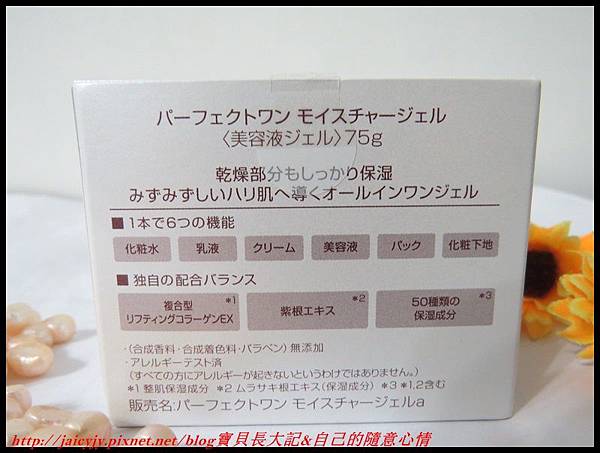 パーフェクトワン モイスチャージェル
〈美容液ジェル〉75g
乾燥部分もしっかり保湿
みずみずしいハリ肌へ導くオールインワンジェル
■ 1本で6つの機能
化粧水 乳液 クリーム 美容液 パック 化粧下地
■ 独自の配合バランス
複合型 リフティングコラーゲンEX *1
紫根エキス *2
50種類の 保湿成分 *3
・(合成香料・合成着色料・パラベン) 無添加
・アレルギーテスト済
(すべての方にアレルギーが起きないというわけではありません。)
*1 整肌保湿成分 *2 ムラサキ根エキス(保湿成分) *3 *1,2含む
販売名:パーフェクトワン モイスチャージェルa
http://jaicyjy.pixnet.net/blog寶貝長大記&自己的隨意心情